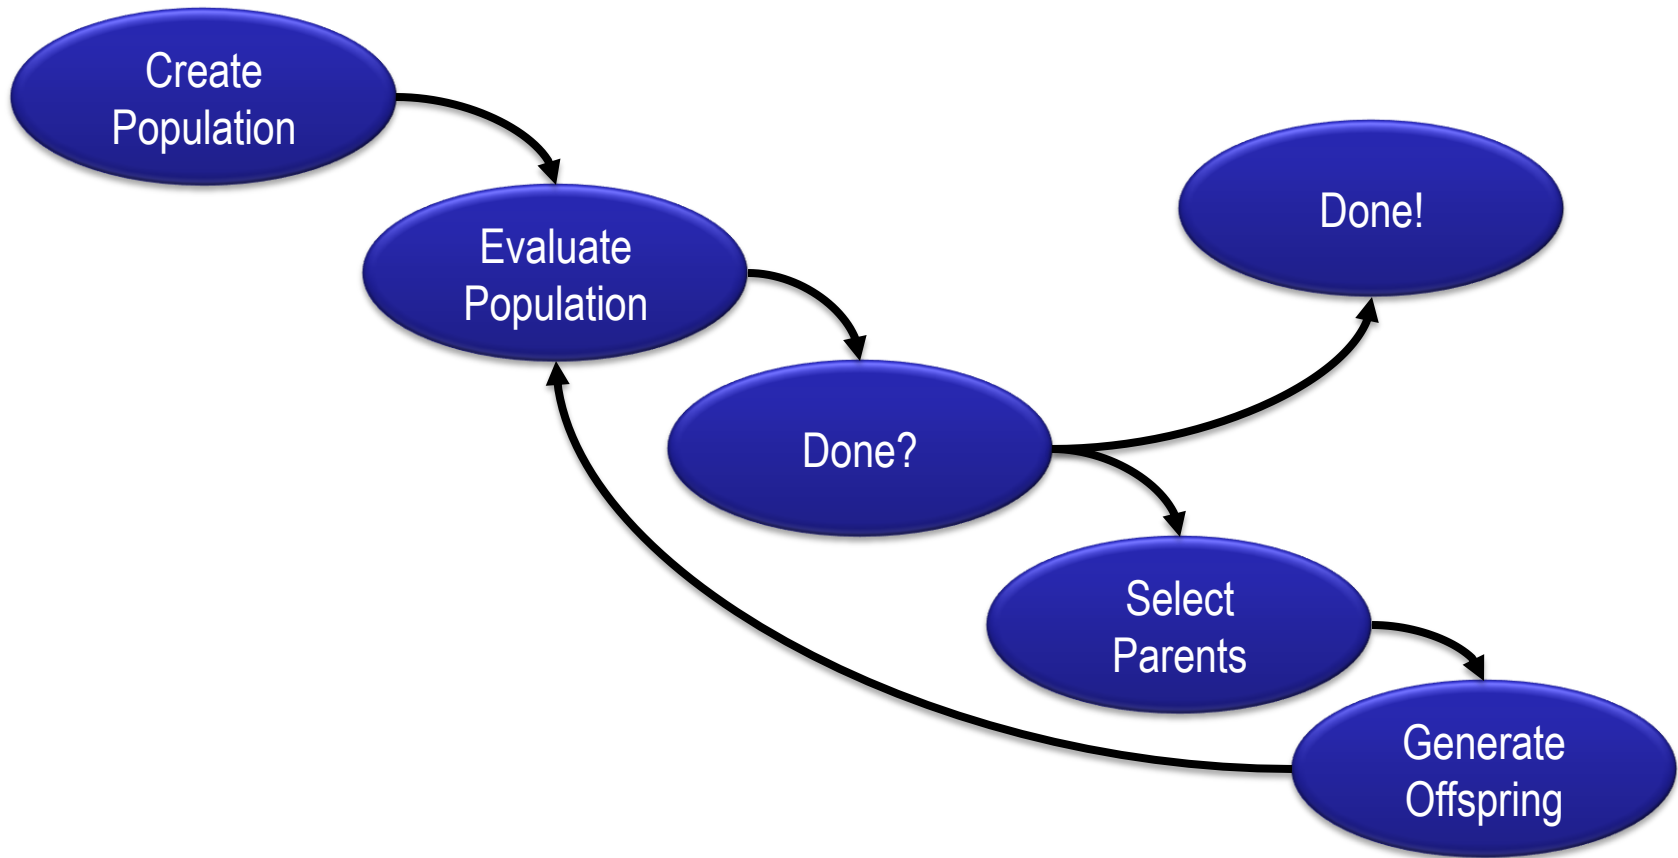 Create
Population
Evaluate
Population
Done?
Done!
Select
Parents
Generate
Offspring